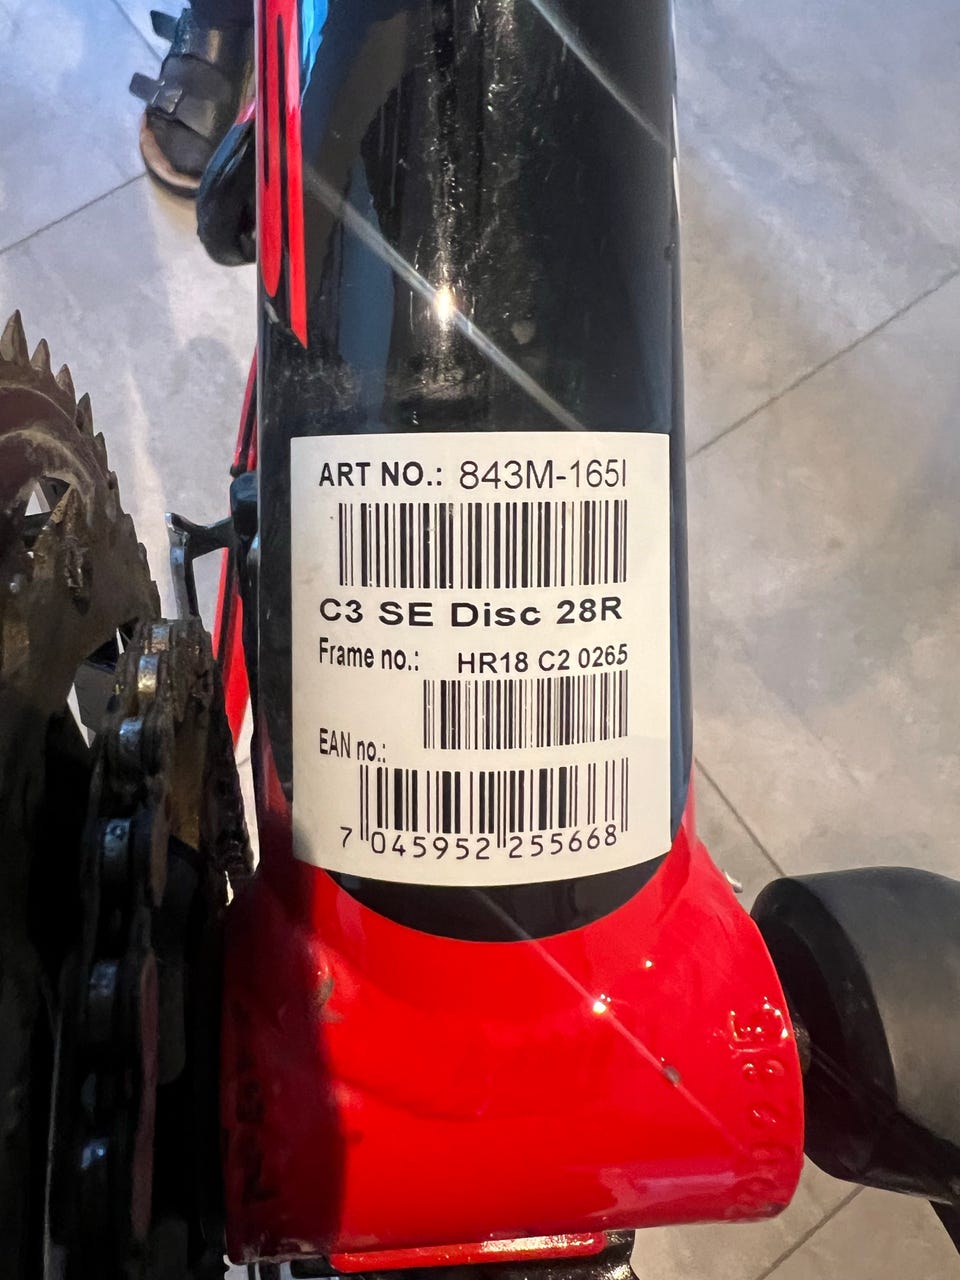 ART NO.: 843M-165I
C3 SE Disc 28R
Frame no.: HR18 C2 0265
EAN no.:
7 045952 255668